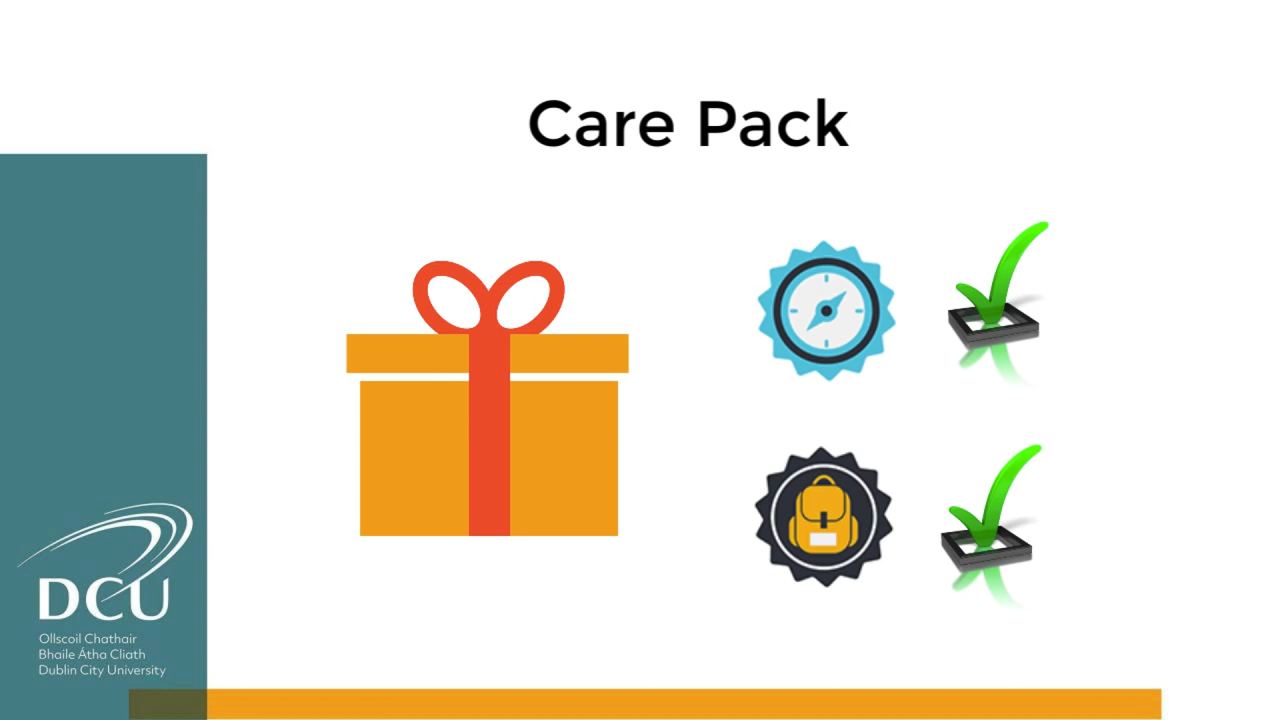 Care Pack
DCU
Ollscoil Chathair
Bhaile Átha Cliath
Dublin City University